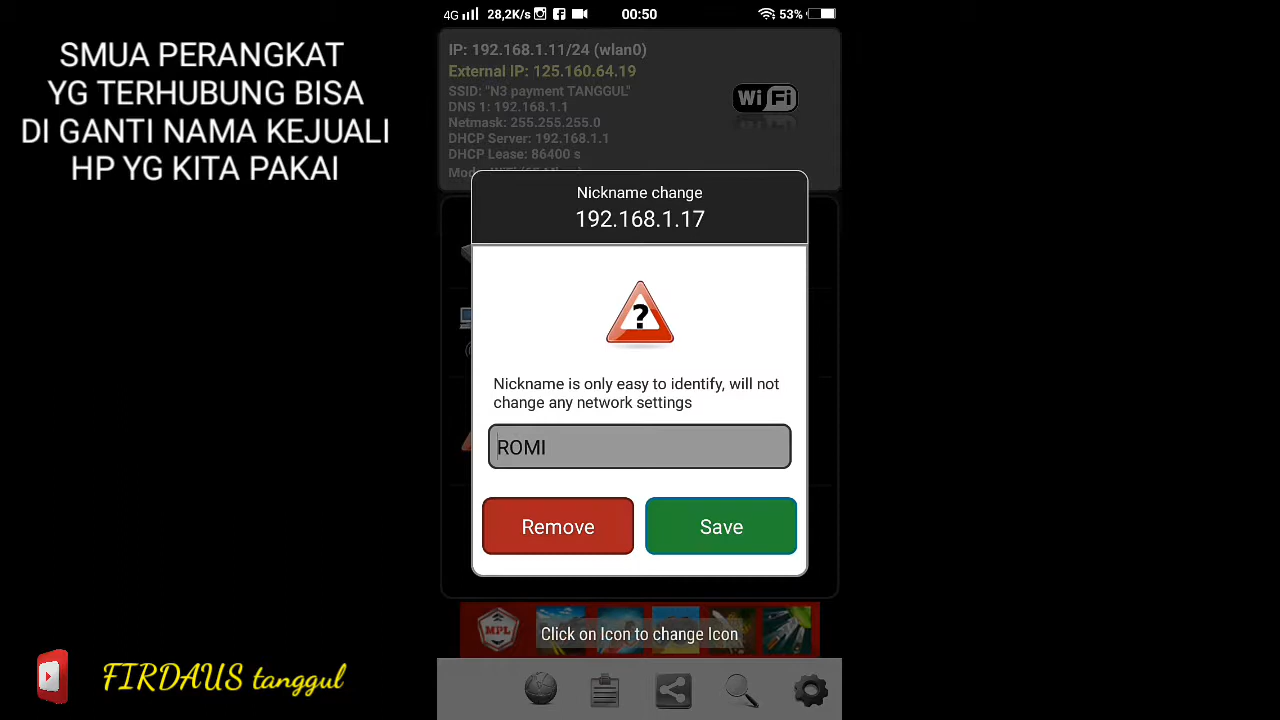 SMUA PERANGKAT
YG TERHUBUNG BISA
DI GANTI NAMA KEJUALI
HP YG KITA PAKAI
4G 28,2K/s 00:50 53%
IP: 192.168.1.11/24 (wlan0)
External IP: 125.160.64.19
SSID: "N3 payment TANGGUL"
DNS 1: 192.168.1.1
Netmask: 255.255.255.0
DHCP Server: 192.168.1.1
DHCP Lease: 86400 s
Wi Fi
Nickname change
192.168.1.17
?
Nickname is only easy to identify, will not
change any network settings
ROMI
Remove Save
MPL
Click on Icon to change Icon
FIRDAUS tanggul